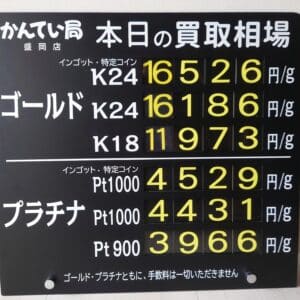 かんてい局 本日の買取相場
盛岡店
インゴット・特定コイン
K24 16526 円/g
ゴールド K24 16186 円/g
K18 11973 円/g
インゴット・特定コイン
Pt1000 4529 円/g
プラチナ Pt1000 4431 円/g
Pt900 3966 円/g
ゴールド・プラチナともに、手数料は一切いただきません